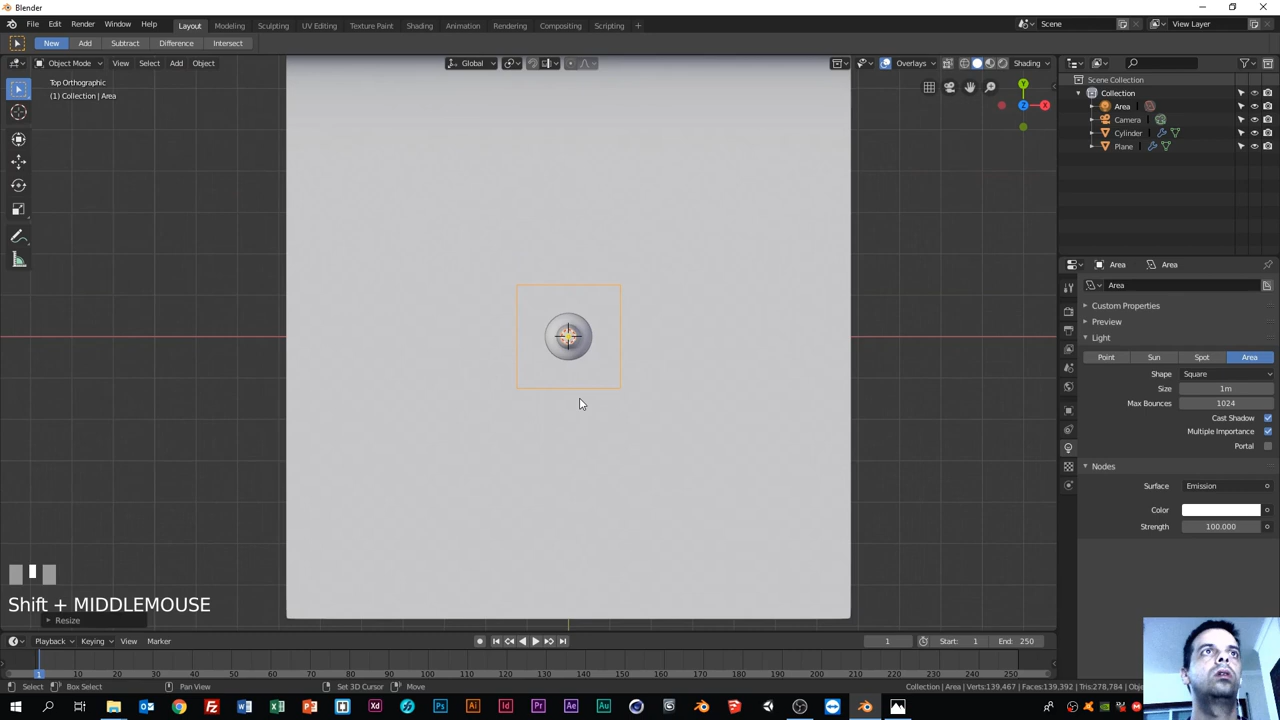 Blender
File Edit Render Window Help
Layout Modeling Sculpting UV Editing Texture Paint Shading Animation Rendering Compositing Scripting +
Scene
View Layer
New Add Subtract Difference Intersect
Object Mode View Select Add Object
Global
Overlays
Shading
Top Orthographic
(1) Collection | Area
Y
X
Z
Scene Collection
Collection
Area
Camera
Cylinder
Plane
Area Area
Area
Custom Properties
Preview
Light
Point Sun Spot Area
Shape Square
Size 1m
Max Bounces 1024
Cast Shadow
Multiple Importance
Portal
Nodes
Surface Emission
Color
Strength 100.000
Shift + MIDDLEMOUSE
Resize
Playback Keying View Marker
1 Start: 1 End: 250
1 10 20 30 40 50 60 70 80 90 100 110 120 130 140 150 160 170 180 190 200 210 220 230 240 250
Select Box Select Pan View Set 3D Cursor Move
Collection | Area | Verts:139,467 | Faces:139,392 | Tris:278,784 | Obje